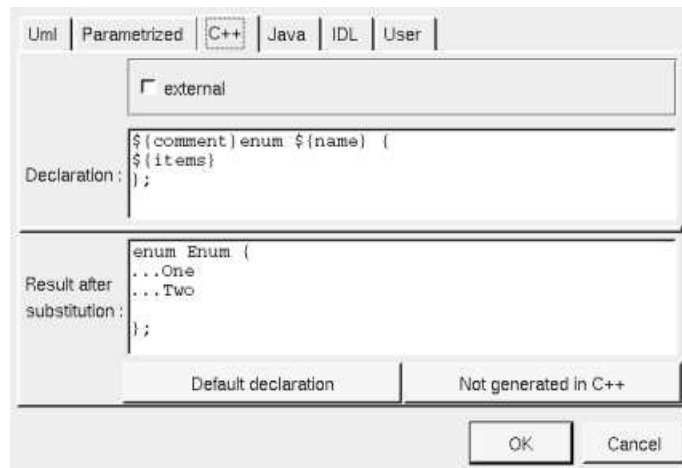 Uml Parametrized C++ Java IDL User
external
Declaration :
${comment}enum ${name} {
${items}
};
Result after
substitution :
enum Enum {
...One
...Two
};
Default declaration Not generated in C++
OK Cancel